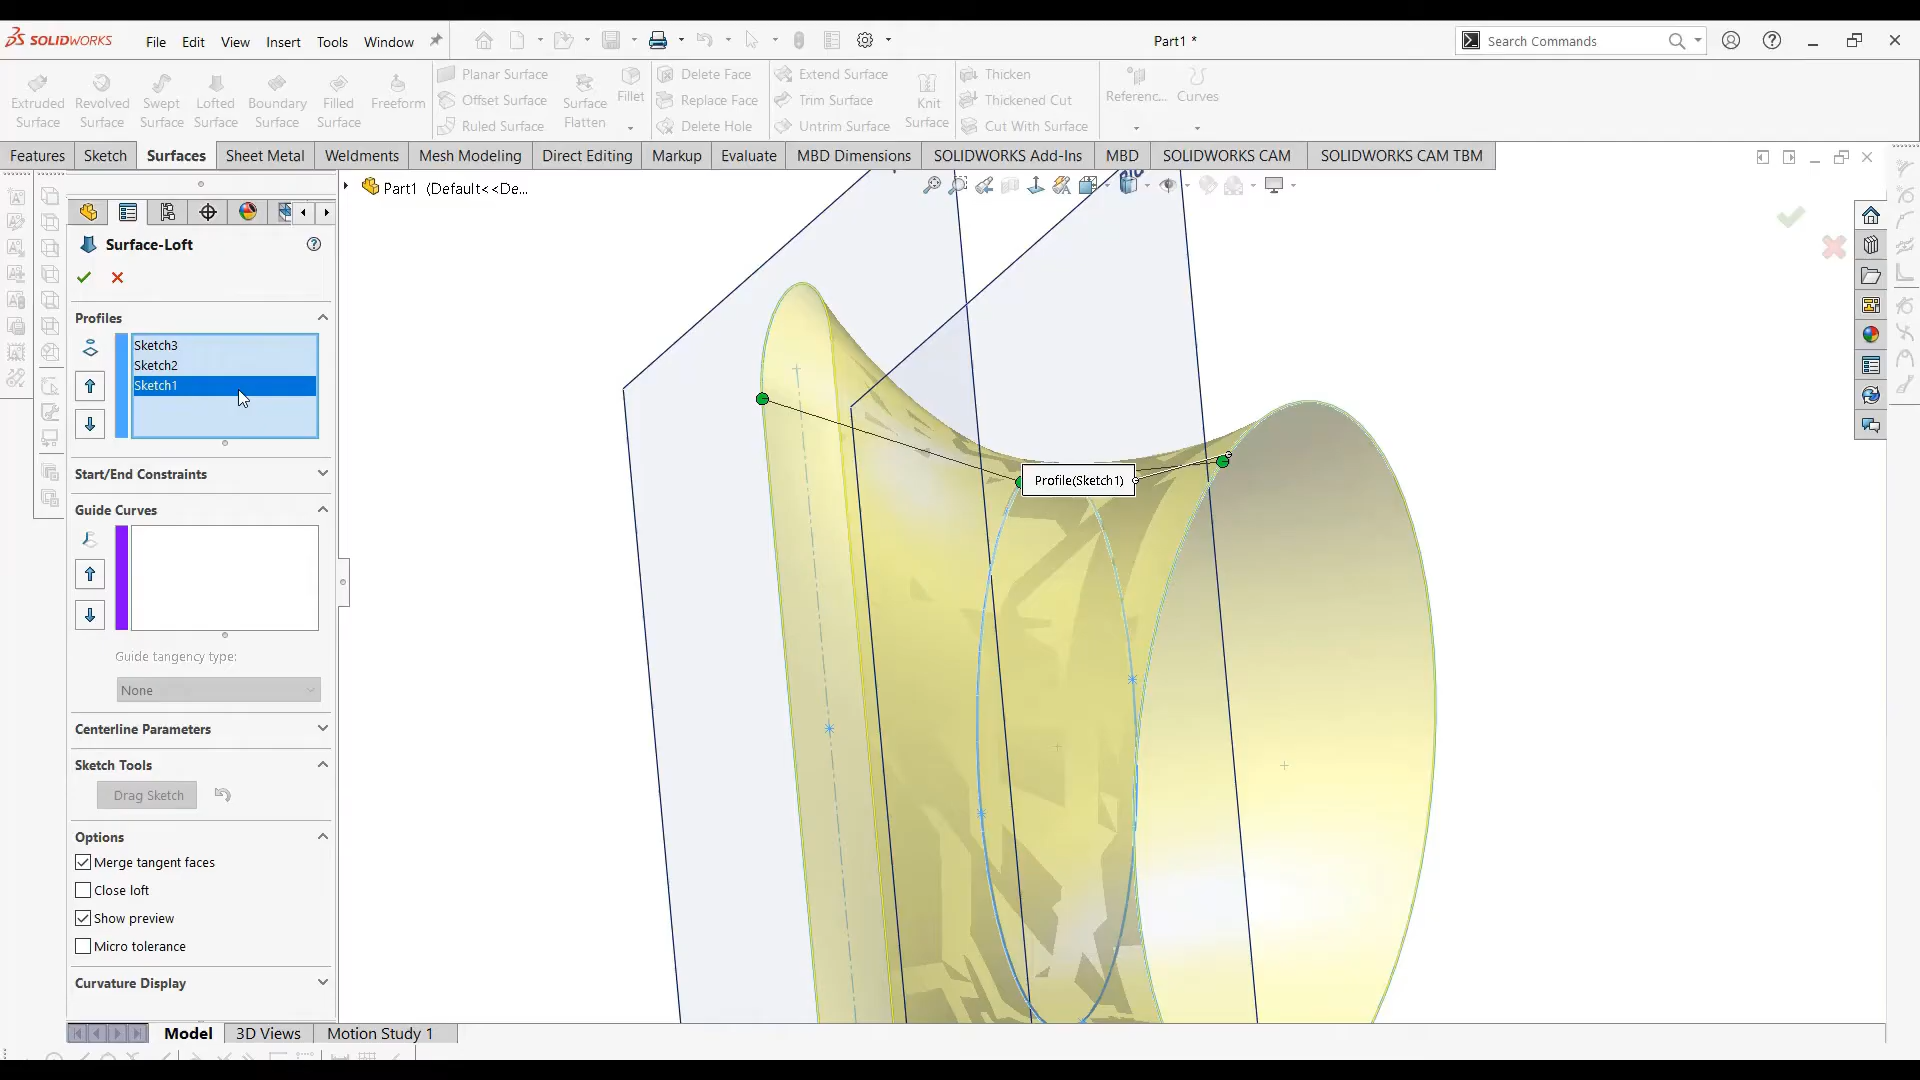 SOLIDWORKS File Edit View Insert Tools Window Part1 * Search Commands
Extruded Surface
Revolved Surface
Swept Surface
Lofted Surface
Boundary Surface
Filled Surface
Freeform
Planar Surface
Offset Surface
Ruled Surface
Surface Flatten
Fillet
Delete Face
Replace Face
Delete Hole
Extend Surface
Trim Surface
Untrim Surface
Knit Surface
Thicken
Thickened Cut
Cut With Surface
Referenc...
Curves
Features Sketch Surfaces Sheet Metal Weldments Mesh Modeling Direct Editing Markup Evaluate MBD Dimensions SOLIDWORKS Add-Ins MBD SOLIDWORKS CAM SOLIDWORKS CAM TBM
Part1 (Default<<De...
Surface-Loft
Profiles
Sketch3
Sketch2
Sketch1
Start/End Constraints
Guide Curves
Guide tangency type:
None
Centerline Parameters
Sketch Tools
Drag Sketch
Options
Merge tangent faces
Close loft
Show preview
Micro tolerance
Curvature Display
Profile(Sketch1)
Model 3D Views Motion Study 1